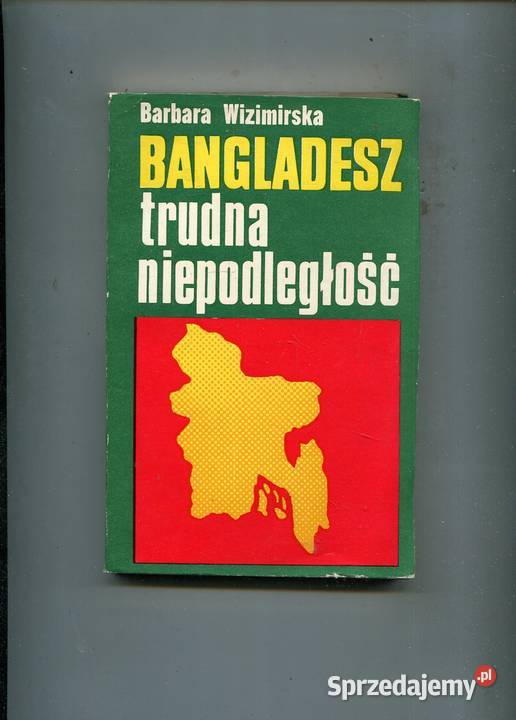 Barbara Wizimirska
BANGLADESZ
trudna
niepodległość
Sprzedajemy.pl